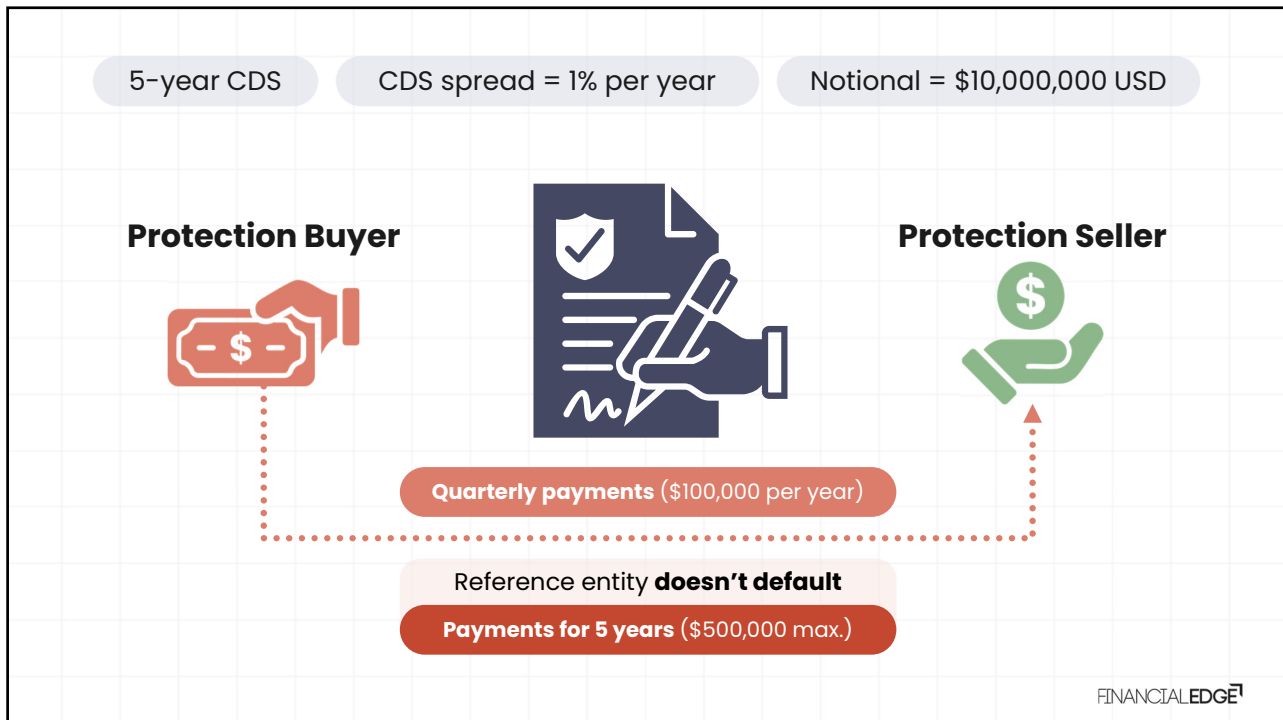 5-year CDS
CDS spread = 1% per year
Notional = $10,000,000 USD
Protection Buyer
Protection Seller
- $ -
$
Quarterly payments ($100,000 per year)
Reference entity doesn't default
Payments for 5 years ($500,000 max.)
FINANCIALEDGE